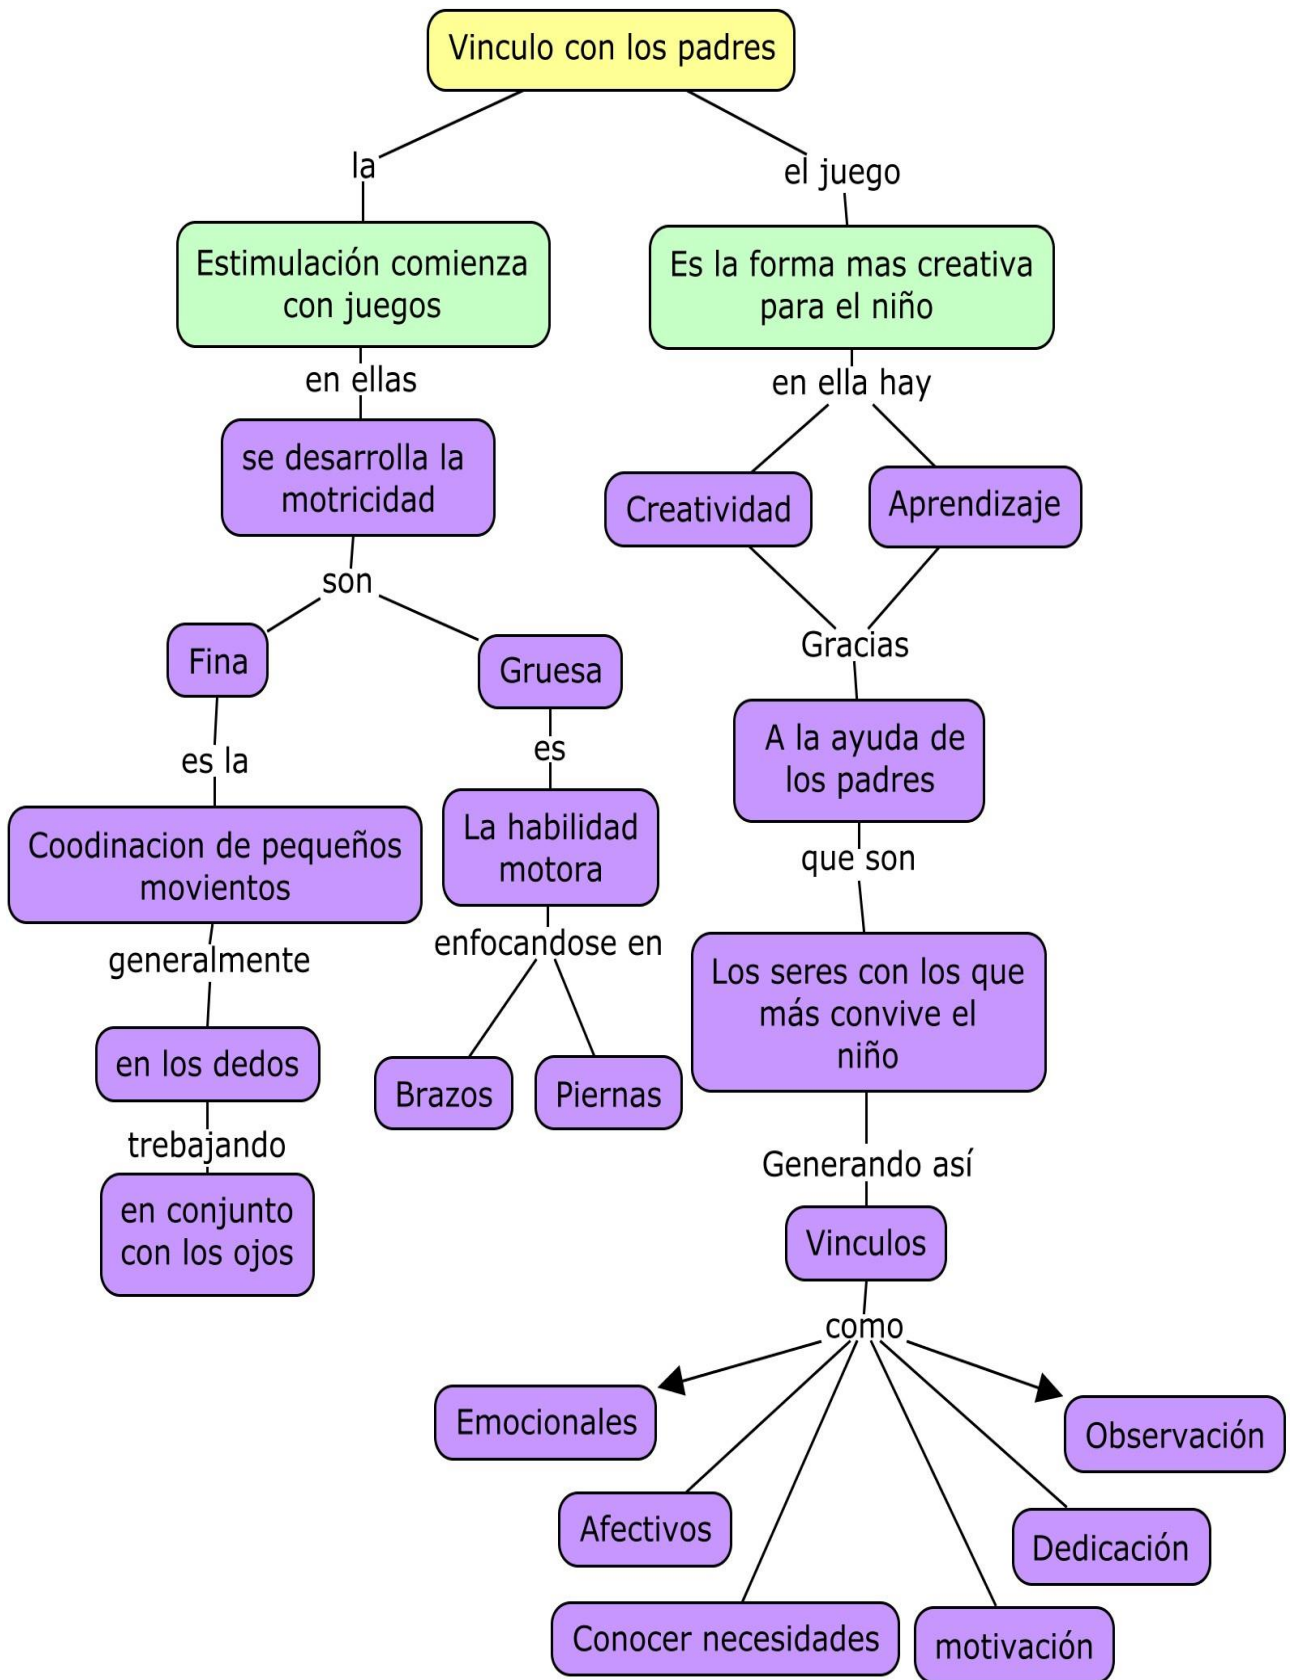 Vinculo con los padres
la
el juego
Estimulación comienza
con juegos
Es la forma mas creativa
para el niño
en ellas
en ella hay
se desarrolla la
motricidad
Creatividad
Aprendizaje
son
Fina
Gruesa
Gracias
es la
es
A la ayuda de
los padres
Coodinacion de pequeños
movientos
La habilidad
motora
que son
generalmente
enfocandose en
Los seres con los que
más convive el
niño
en los dedos
Brazos
Piernas
trebajando
Generando así
en conjunto
con los ojos
Vinculos
como
Emocionales
Observación
Afectivos
Dedicación
Conocer necesidades
motivación